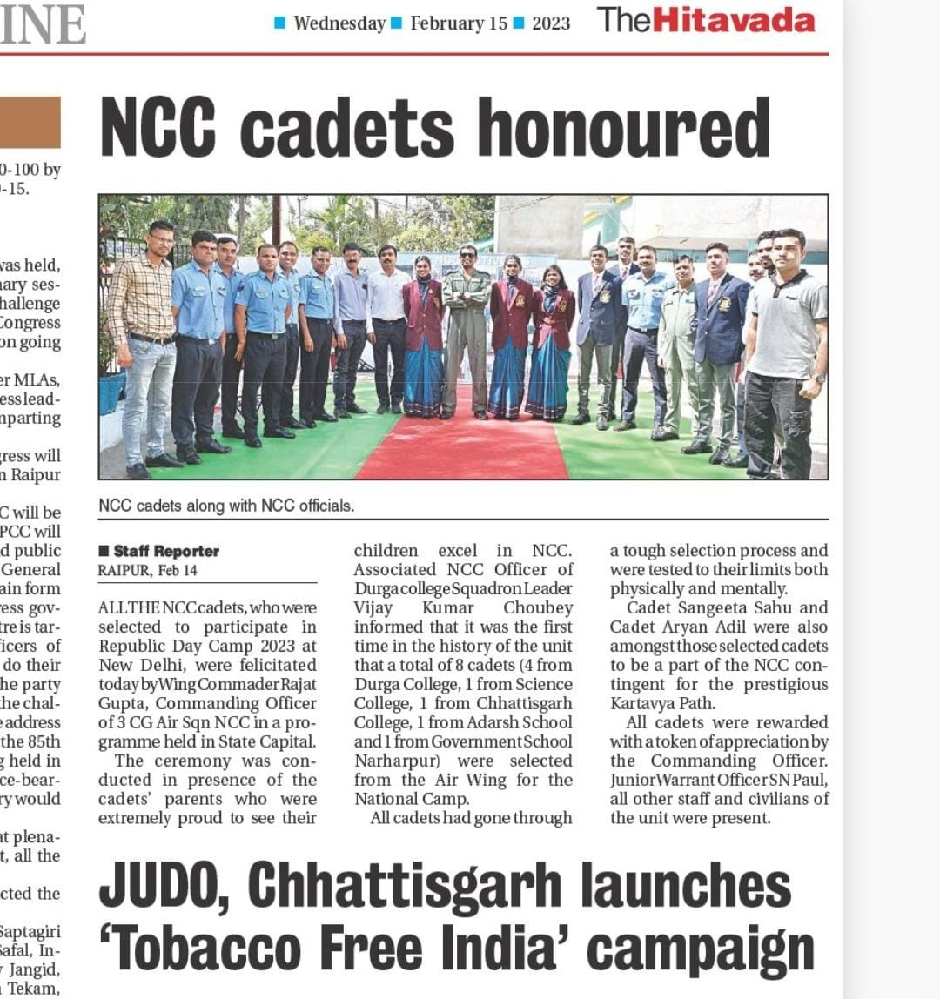 INE
Wednesday February 15 2023 TheHitavada
0-100 by
-15.
was held,
nary ses-
hallenge
Congress
on going
er MLAs,
ess lead-
mparting
gress will
n Raipur
C will be
PCC will
d public
General
ain form
ress gov-
tre is tar-
ficers of
do their
he party
the chal-
e address
the 85th
g held in
ce-bear-
ry would
at plena-
t, all the
cted the
Saptagiri
Safal, In-
y Jangid,
Tekam,
NCC cadets honoured
NCC cadets along with NCC officials.
■ Staff Reporter
RAIPUR, Feb 14
ALL THE NCC cadets, who were
selected to participate in
Republic Day Camp 2023 at
New Delhi, were felicitated
today by Wing Commader Rajat
Gupta, Commanding Officer
of 3 CG Air Sqn NCC in a pro-
gramme held in State Capital.
The ceremony was con-
ducted in presence of the
cadets’ parents who were
extremely proud to see their
children excel in NCC.
Associated NCC Officer of
Durga college Squadron Leader
Vijay Kumar Choubey
informed that it was the first
time in the history of the unit
that a total of 8 cadets (4 from
Durga College, 1 from Science
College, 1 from Chhattisgarh
College, 1 from Adarsh School
and 1 from Government School
Narharpur) were selected
from the Air Wing for the
National Camp.
All cadets had gone through
a tough selection process and
were tested to their limits both
physically and mentally.
Cadet Sangeeta Sahu and
Cadet Aryan Adil were also
amongst those selected cadets
to be a part of the NCC con-
tingent for the prestigious
Kartavya Path.
All cadets were rewarded
with a token of appreciation by
the Commanding Officer.
Junior Warrant Officer SN Paul,
all other staff and civilians of
the unit were present.
JUDO, Chhattisgarh launches
‘Tobacco Free India’ campaign